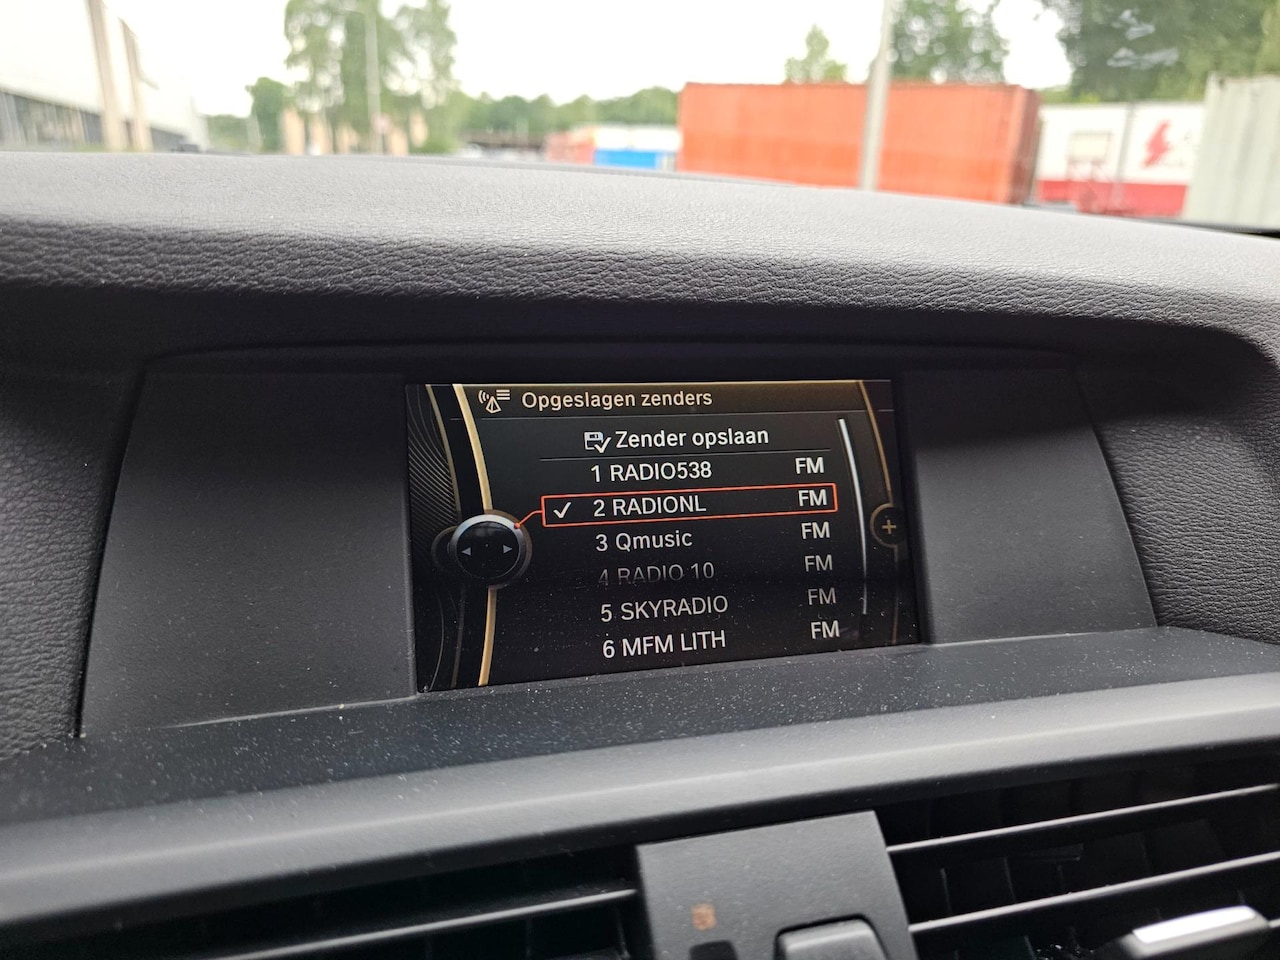 Opgeslagen zenders
Zender opslaan
1 RADIO538 FM
2 RADIONL FM
3 Qmusic FM
4 RADIO 10 FM
5 SKYRADIO FM
6 MFM LITH FM